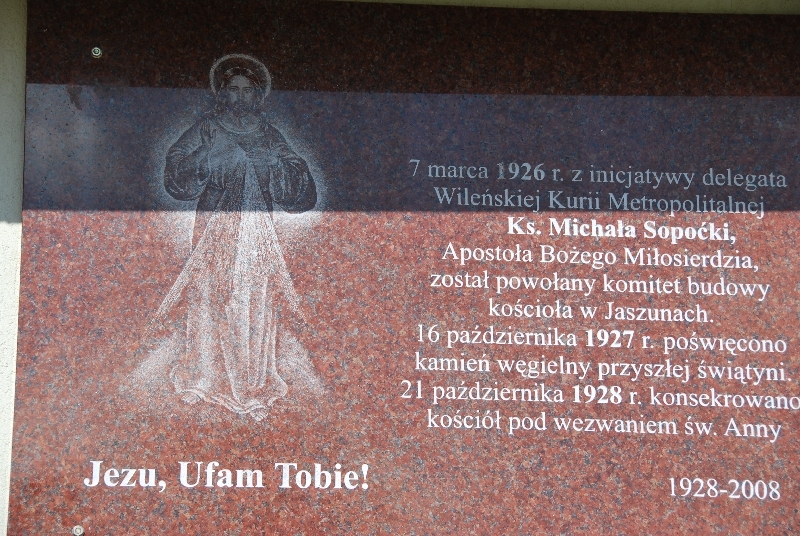 7 marca 1926 r. z inicjatywy delegata
Wileńskiej Kurii Metropolitalnej
Ks. Michała Sopoćki,
Apostoła Bożego Miłosierdzia,
został powołany komitet budowy
kościoła w Jaszunach.
16 października 1927 r. poświęcono
kamień węgielny przyszłej świątyni.
21 października 1928 r. konsekrowano
kościół pod wezwaniem św. Anny
Jezu, Ufam Tobie!
1928-2008